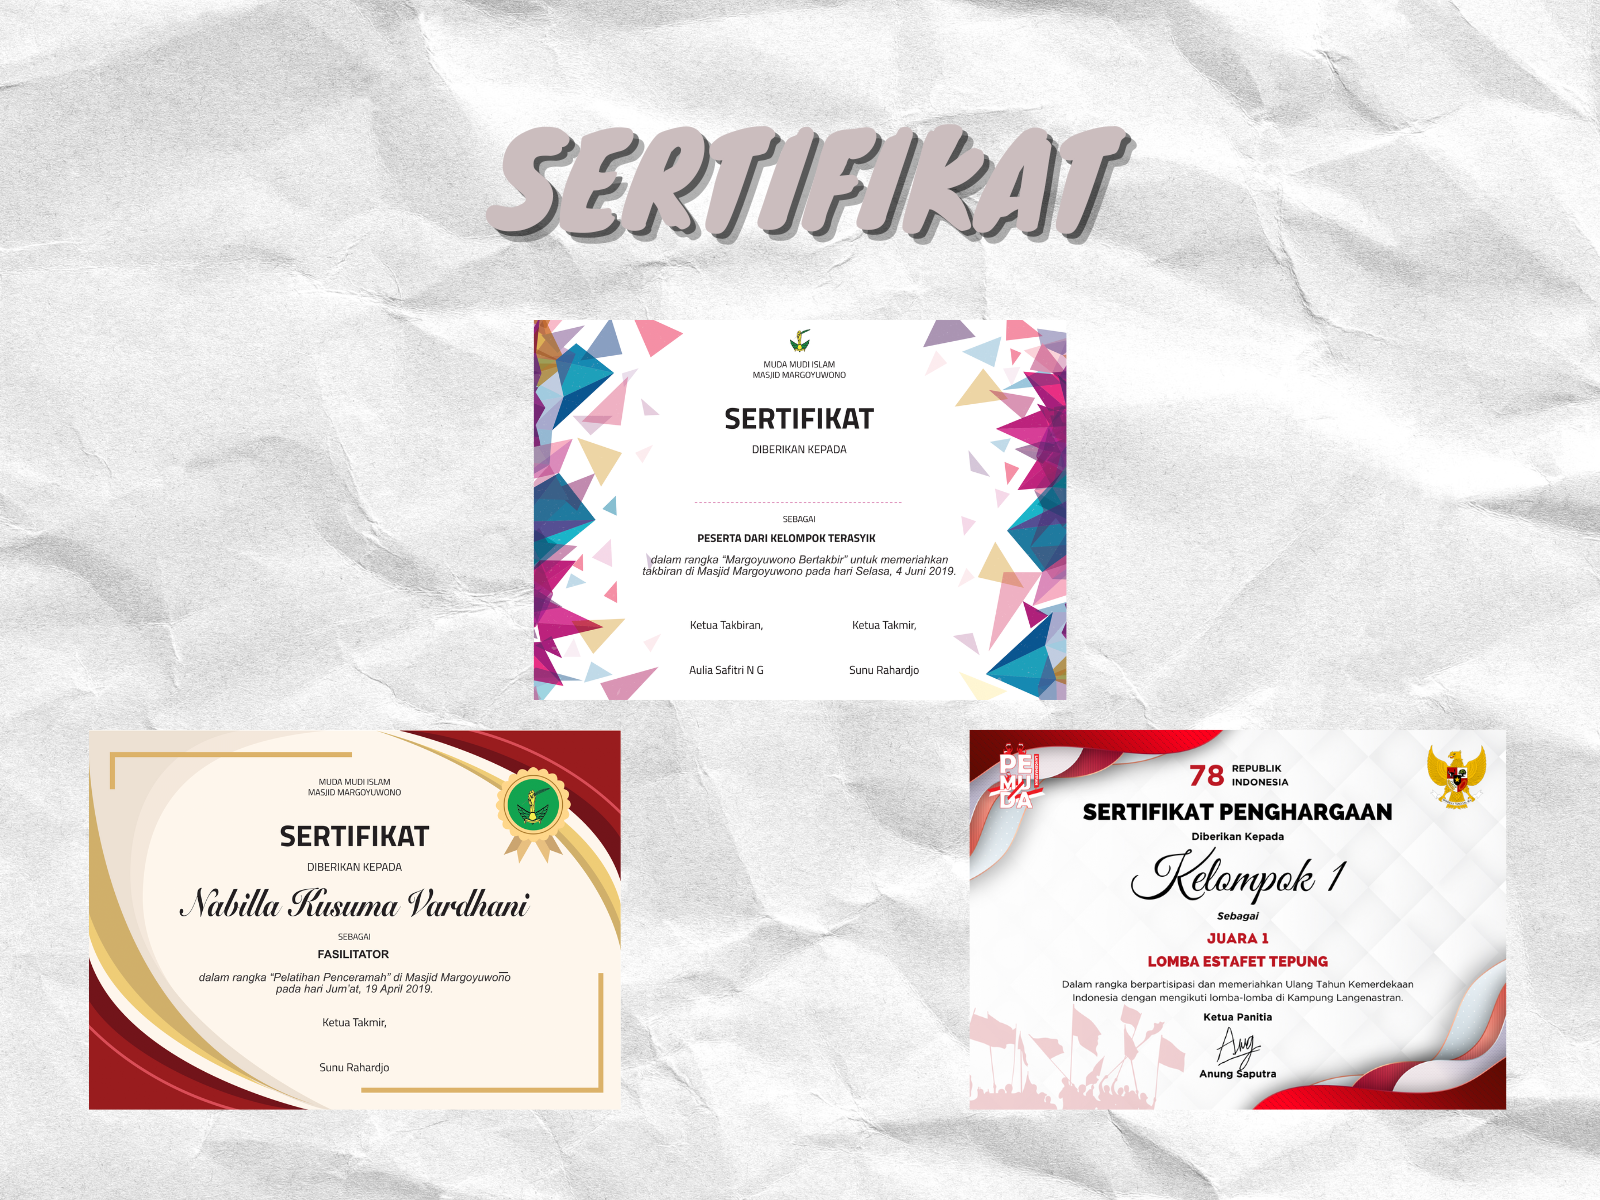 SERTIFIKAT
MUDA MUDI ISLAM
MASJID MARGOYUWONO
SERTIFIKAT
DIBERIKAN KEPADA
SEBAGAI
PESERTA DARI KELOMPOK TERASYIK
dalam rangka “Margoyuwono Bertakbir” untuk memeriahkan
takbiran di Masjid Margoyuwono pada hari Selasa, 4 Juni 2019.
Ketua Takbiran, Ketua Takmir,
Aulia Safitri N G Sunu Rahardjo
MUDA MUDI ISLAM
MASJID MARGOYUWONO
SERTIFIKAT
DIBERIKAN KEPADA
Nabilla Kusuma Vardhani
SEBAGAI
FASILITATOR
dalam rangka “Pelatihan Penceramah” di Masjid Margoyuwono
pada hari Jum’at, 19 April 2019.
Ketua Takmir,
Sunu Rahardjo
PE
MU
DA
78 REPUBLIK
INDONESIA
SERTIFIKAT PENGHARGAAN
Diberikan Kepada
Kelompok 1
Sebagai
JUARA 1
LOMBA ESTAFET TEPUNG
Dalam rangka berpartisipasi dan memeriahkan Ulang Tahun Kemerdekaan
Indonesia dengan mengikuti lomba-lomba di Kampung Langenastran.
Ketua Panitia
Ang
Anung Saputra